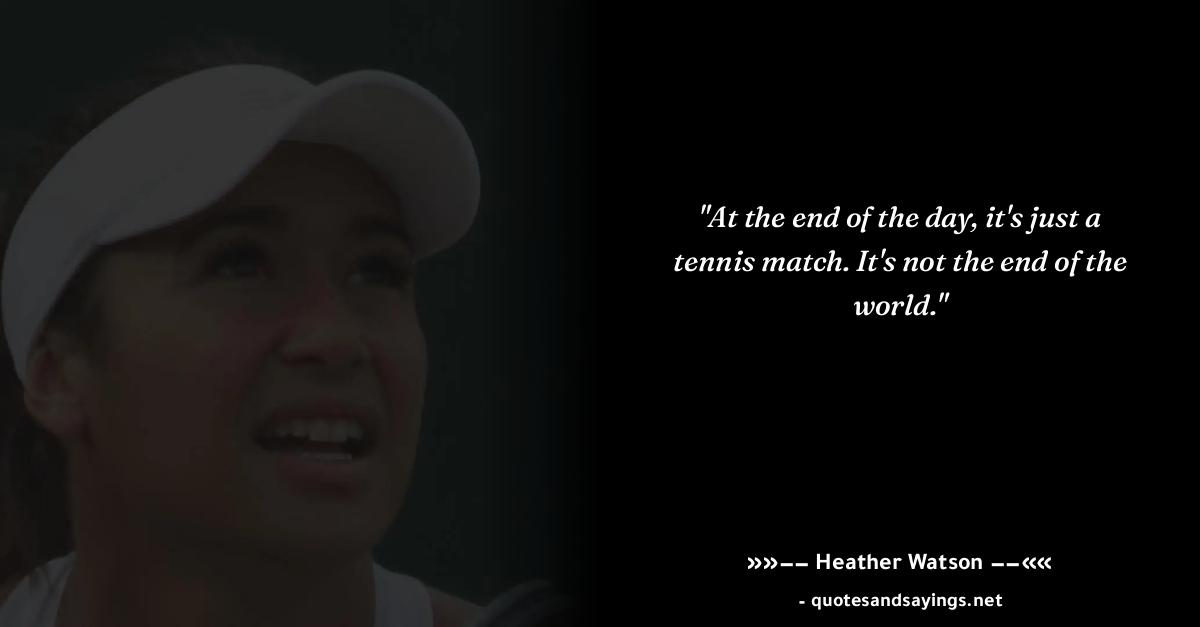 "At the end of the day, it's just a
tennis match. It's not the end of the
world."
»»–– Heather Watson ––««
- quotesandsayings.net